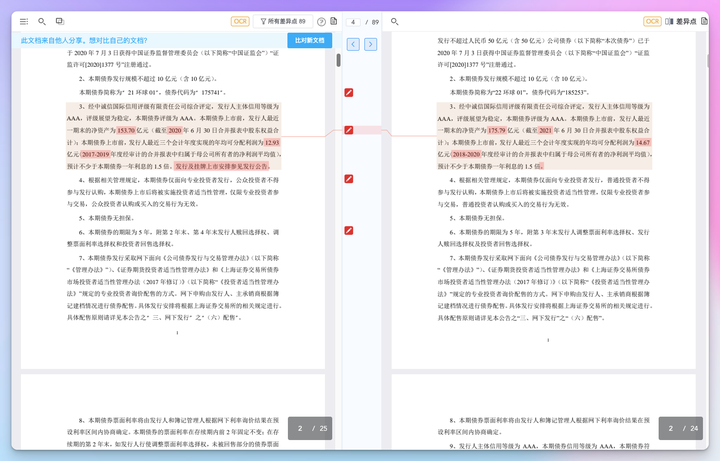 OCR
所有差异点 89
4 / 89
OCR
差异点
此文档来自他人分享，想对比自己的文档?
比对新文档
于 2020 年 7 月 3 日获得中国证券监督管理委员会（以下简称“中国证监会”）“证
监许可[2020]1377 号”注册通过。
2、本期债券发行规模不超过 10 亿元（含 10 亿元）。
本期债券简称为“ 21 环球 01”，债券代码为“ 175741”。
3、经中诚信国际信用评级有限责任公司综合评定，发行人主体信用等级为
AAA，评级展望为稳定，本期债券评级为 AAA。本期债券上市前，发行人最近
一期末的净资产为 153.70 亿元（截至 2020 年 6 月 30 日合并报表中股东权益合
计）；本期债券上市前，发行人最近三个会计年度实现的年均可分配利润为 12.93
亿元(2017-2019 年度经审计的合并报表中归属于母公司所有者的净利润平均值)，
预计不少于本期债券一年利息的 1.5 倍。发行及挂牌上市安排参见发行公告。
4、根据相关管理规定，本期债券仅面向专业投资者发行，公众投资者不得
参与发行认购，本期债券上市后将被实施投资者适当性管理，仅限专业投资者参
与交易，公众投资者认购或买入的交易行为无效。
5、本期债券无担保。
6、本期债券的期限为 5 年，附第 2 年末、第 4 年末发行人赎回选择权、调
整票面利率选择权和投资者回售选择权。
7、本期债券发行采取网下面向《公司债券发行与交易管理办法》（以下简称
“《管理办法》”）、《证券期货投资者适当性管理办法》和《上海证券交易所债券
市场投资者适当性管理办法（2017 年修订）》（以下简称“《投资者适当性管理办
法》”规定的专业投资者询价配售的方式。网下申购由发行人、主承销商根据簿
记建档情况进行债券配售。具体发行安排将根据上海证券交易所的相关规定进行。
具体配售原则请详见本公告之“ 三、网下发行” 之“（六）配售”。
1
8、本期债券票面利率将由发行人和簿记管理人根据网下利率询价结果在预
设利率区间内协商确定。本期债券的票面利率在存续期内前 2 年固定不变；在存
续期的第 2 年末，如发行人行使调整票面利率选择权，未被回售部分的债券票面
2 / 25
发行不超过人民币 50 亿元（含 50 亿元）公司债券（以下简称“本次债券”）已于
2020 年 7 月 3 日获得中国证券监督管理委员会（以下简称“中国证监会”）“证监
许可[2020]1377 号”注册通过。
2、本期债券发行规模不超过 10 亿元（含 10 亿元）。
本期债券简称为“22 环球 01”，债券代码为“185253”。
3、经中诚信国际信用评级有限责任公司综合评定，发行人主体信用等级为
AAA，评级展望为稳定，本期债券评级为 AAA。本期债券上市前，发行人最近一
期末的净资产为 175.79 亿元（截至 2021 年 6 月 30 日合并报表中股东权益合
计）；本期债券上市前，发行人最近三个会计年度实现的年均可分配利润为 14.67
亿元(2018-2020 年度经审计的合并报表中归属于母公司所有者的净利润平均值)，
预计不少于本期债券一年利息的 1.5 倍。
4、根据相关管理规定，本期债券仅面向专业投资者发行，普通投资者不得
参与发行认购，本期债券上市后将被实施投资者适当性管理，仅限专业投资者参
与交易，普通投资者认购或买入的交易行为无效。
5、本期债券无担保。
6、本期债券的期限为 5 年，附第 3 年末发行人调整票面利率选择权、发行
人赎回选择权及投资者回售选择权。
7、本期债券发行采取网下面向《公司债券发行与交易管理办法》（以下简称
“《管理办法》”）、《证券期货投资者适当性管理办法》和《上海证券交易所债券
市场投资者适当性管理办法（2017 年修订）》（以下简称“《投资者适当性管理办
法》”）规定的专业投资者询价配售的方式。网下申购由发行人、主承销商根据簿
记建档情况进行债券配售。具体发行安排将根据上海证券交易所的相关规定进行。
具体配售原则请详见本公告之“三、网下发行”之“（六）配售”。
1
8、本期债券票面利率将由发行人和簿记管理人根据网下利率询价结果在预
设利率区间内协商确定。
9、发行人主体信用等级为 AAA，本期债券信用等级为 AAA，本期债券符
2 / 24